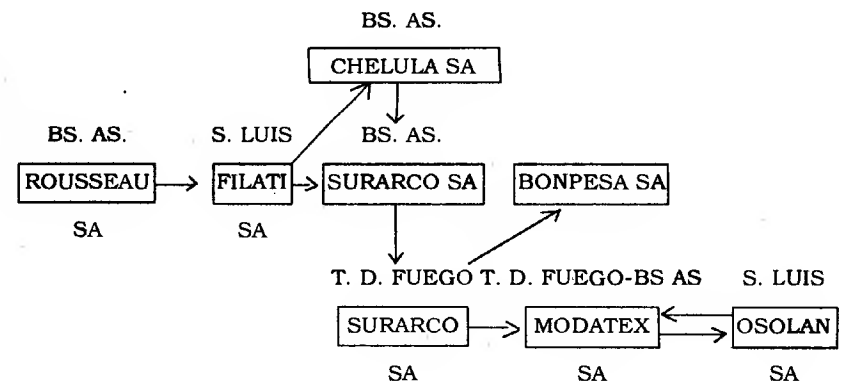 BS. AS.
CHELULA SA
BS. AS. S. LUIS BS. AS.
ROUSSEAU FILATI SURARCO SA BONPESA SA
SA SA
T. D. FUEGO T. D. FUEGO-BS AS S. LUIS
SURARCO MODATEX OSOLAN
SA SA SA